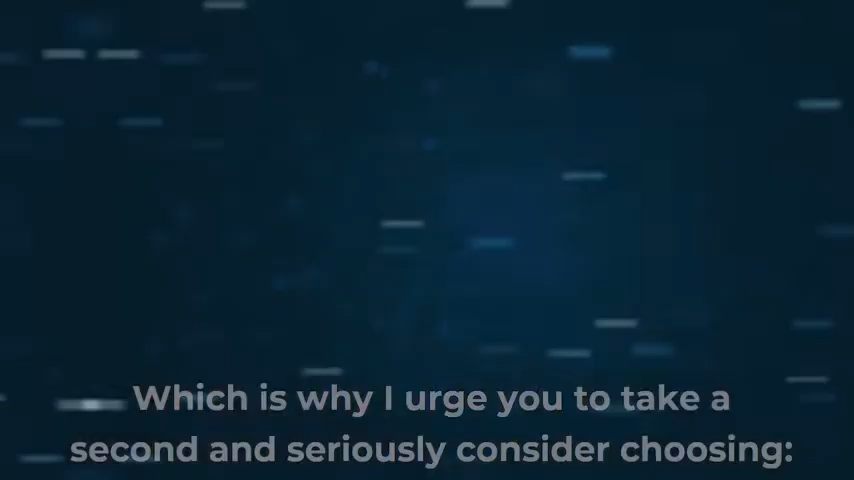 Which is why I urge you to take a
second and seriously consider choosing: